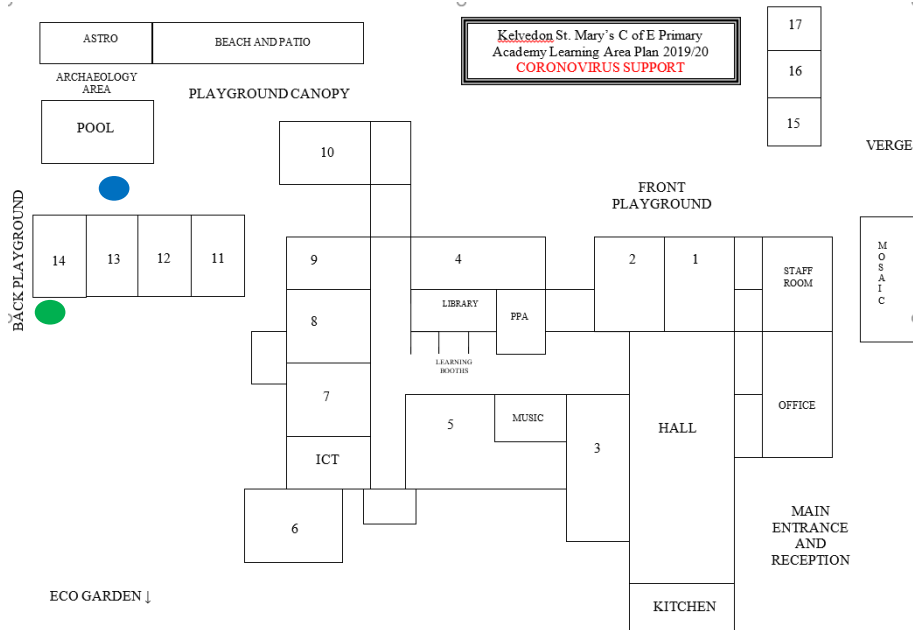 Kelvedon St. Mary's C of E Primary
Academy Learning Area Plan 2019/20
CORONOVIRUS SUPPORT
17
16
15
ASTRO
BEACH AND PATIO
ARCHAEOLOGY
AREA
PLAYGROUND CANOPY
POOL
10
VERGE
FRONT
PLAYGROUND
BACK PLAYGROUND
14
13
12
11
9
4
2
1
STAFF
ROOM
MOSAIC
LIBRARY
PPA
8
LEARNING
BOOTHS
7
5
MUSIC
3
HALL
OFFICE
ICT
6
MAIN
ENTRANCE
AND
RECEPTION
ECO GARDEN ↓
KITCHEN